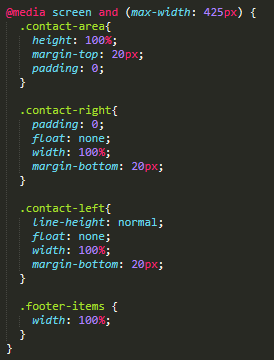 @media screen and (max-width: 425px) {
.contact-area{
height: 100%;
margin-top: 20px;
padding: 0;
}
.contact-right{
padding: 0;
float: none;
width: 100%;
margin-bottom: 20px;
}
.contact-left{
line-height: normal;
float: none;
width: 100%;
margin-bottom: 20px;
}
.footer-items {
width: 100%;
}
}